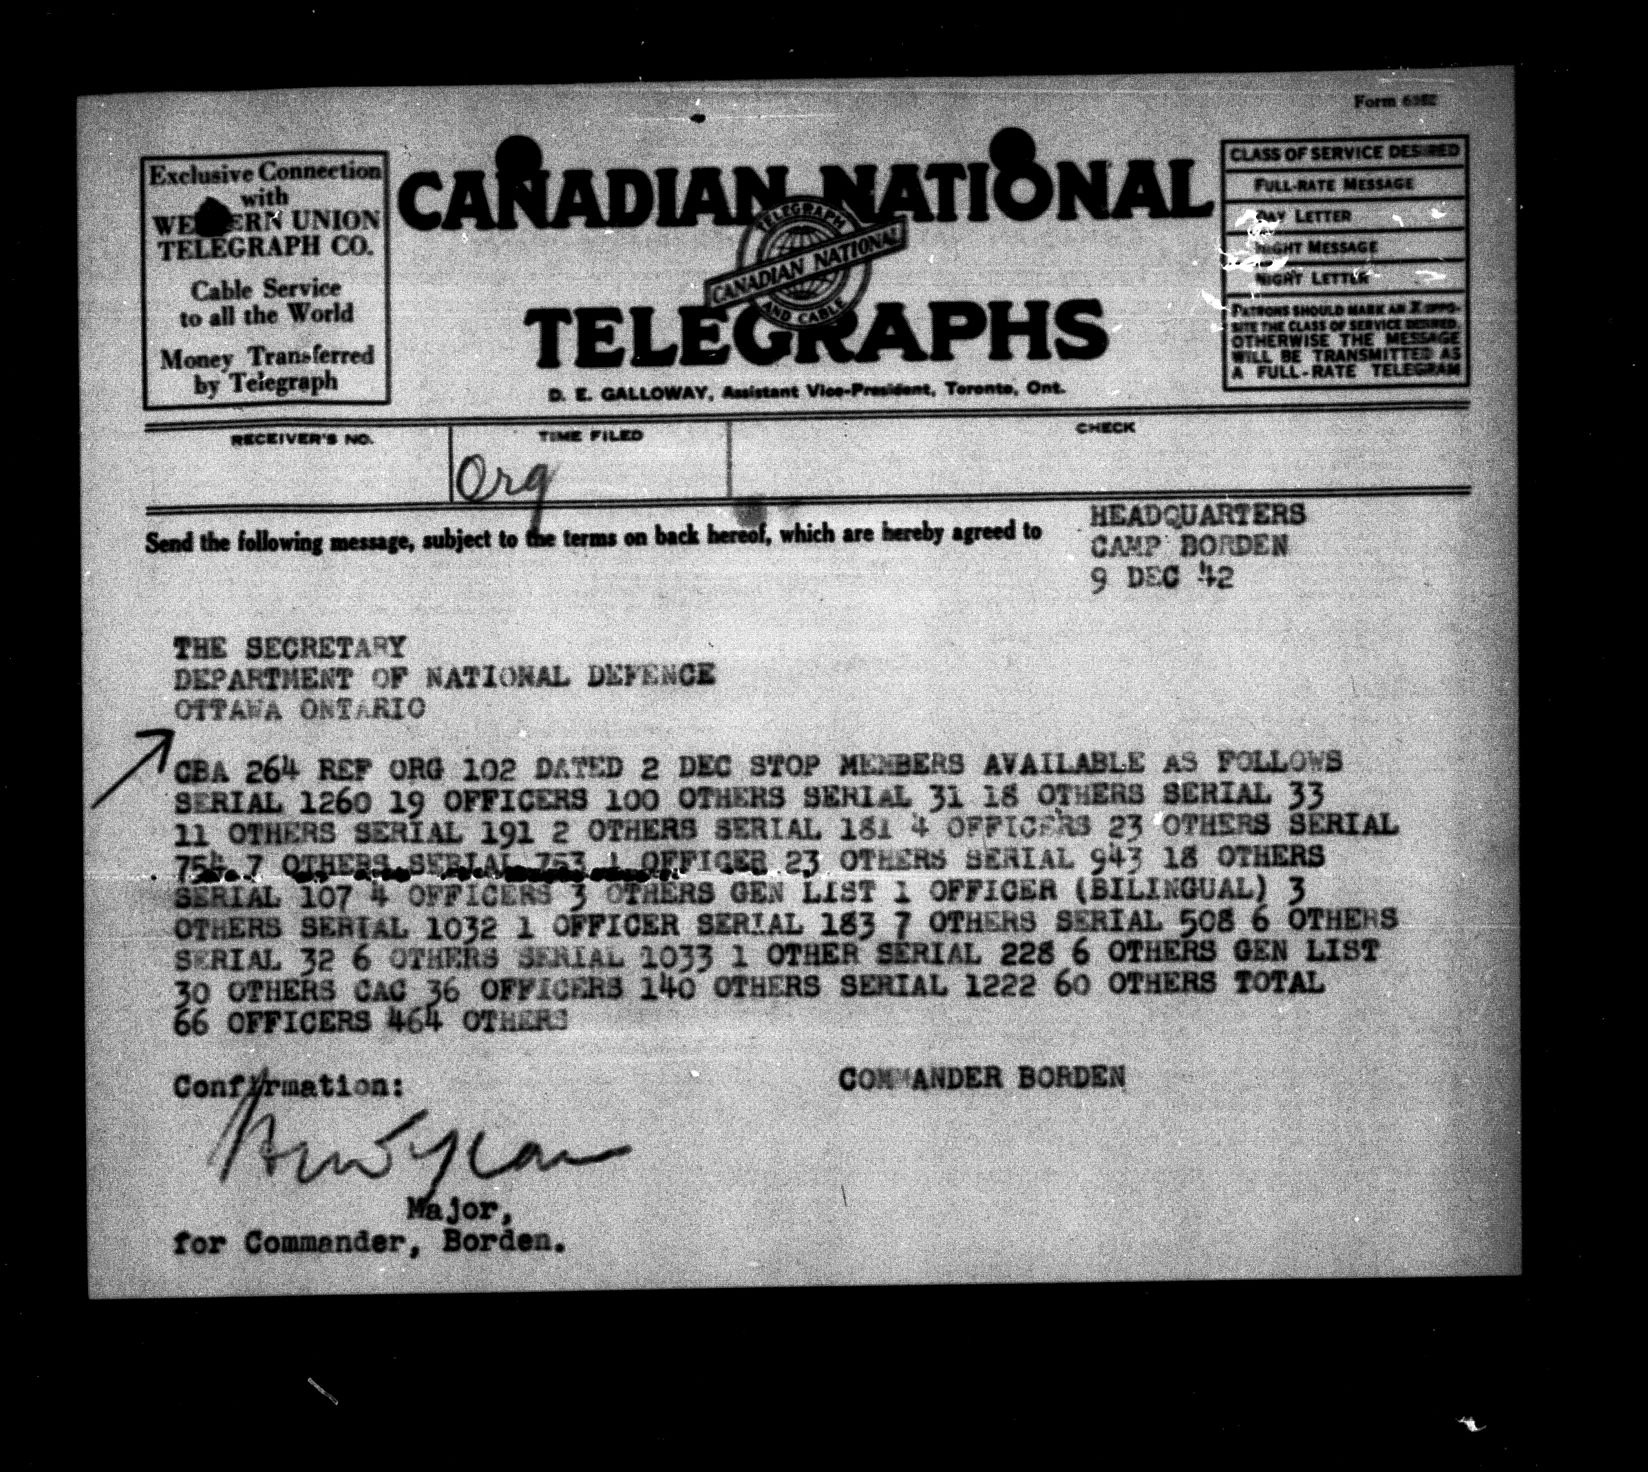 Form 6102
Exclusive Connection
with
WESTERN UNION
TELEGRAPH CO.
Cable Service
to all the World
Money Transferred
by Telegraph
CANADIAN NATIONAL
TELEGRAPH
CANADIAN NATIONAL
AND CABLE
TELEGRAPHS
D. E. GALLOWAY, Assistant Vice-President, Toronto, Ont.
CLASS OF SERVICE DESIRED
FULL-RATE MESSAGE
DAY LETTER
NIGHT MESSAGE
NIGHT LETTER
PATRONS SHOULD MARK AN X OPPO-
SITE THE CLASS OF SERVICE DESIRED.
OTHERWISE THE MESSAGE
WILL BE TRANSMITTED AS
A FULL-RATE TELEGRAM
RECEIVER'S NO.
TIME FILED
CHECK
Org
Send the following message, subject to the terms on back hereof, which are hereby agreed to
HEADQUARTERS
CAMP BORDEN
9 DEC 42
THE SECRETARY
DEPARTMENT OF NATIONAL DEFENCE
OTTAWA ONTARIO
CBA 264 REF ORG 102 DATED 2 DEC STOP MEMBERS AVAILABLE AS FOLLOWS
SERIAL 1260 19 OFFICERS 100 OTHERS SERIAL 31 18 OTHERS SERIAL 33
11 OTHERS SERIAL 191 2 OTHERS SERIAL 181 4 OFFICERS 23 OTHERS SERIAL
754 7 OTHERS SERIAL 753 1 OFFICER 23 OTHERS SERIAL 943 18 OTHERS
SERIAL 107 4 OFFICERS 3 OTHERS GEN LIST 1 OFFICER (BILINGUAL) 3
OTHERS SERIAL 1032 1 OFFICER SERIAL 183 7 OTHERS SERIAL 508 6 OTHERS
SERIAL 32 6 OTHERS SERIAL 1033 1 OTHER SERIAL 228 6 OTHERS GEN LIST
30 OTHERS CAC 36 OFFICERS 140 OTHERS SERIAL 1222 60 OTHERS TOTAL
66 OFFICERS 464 OTHERS
Confirmation:
COMMANDER BORDEN
Major,
for Commander, Borden.